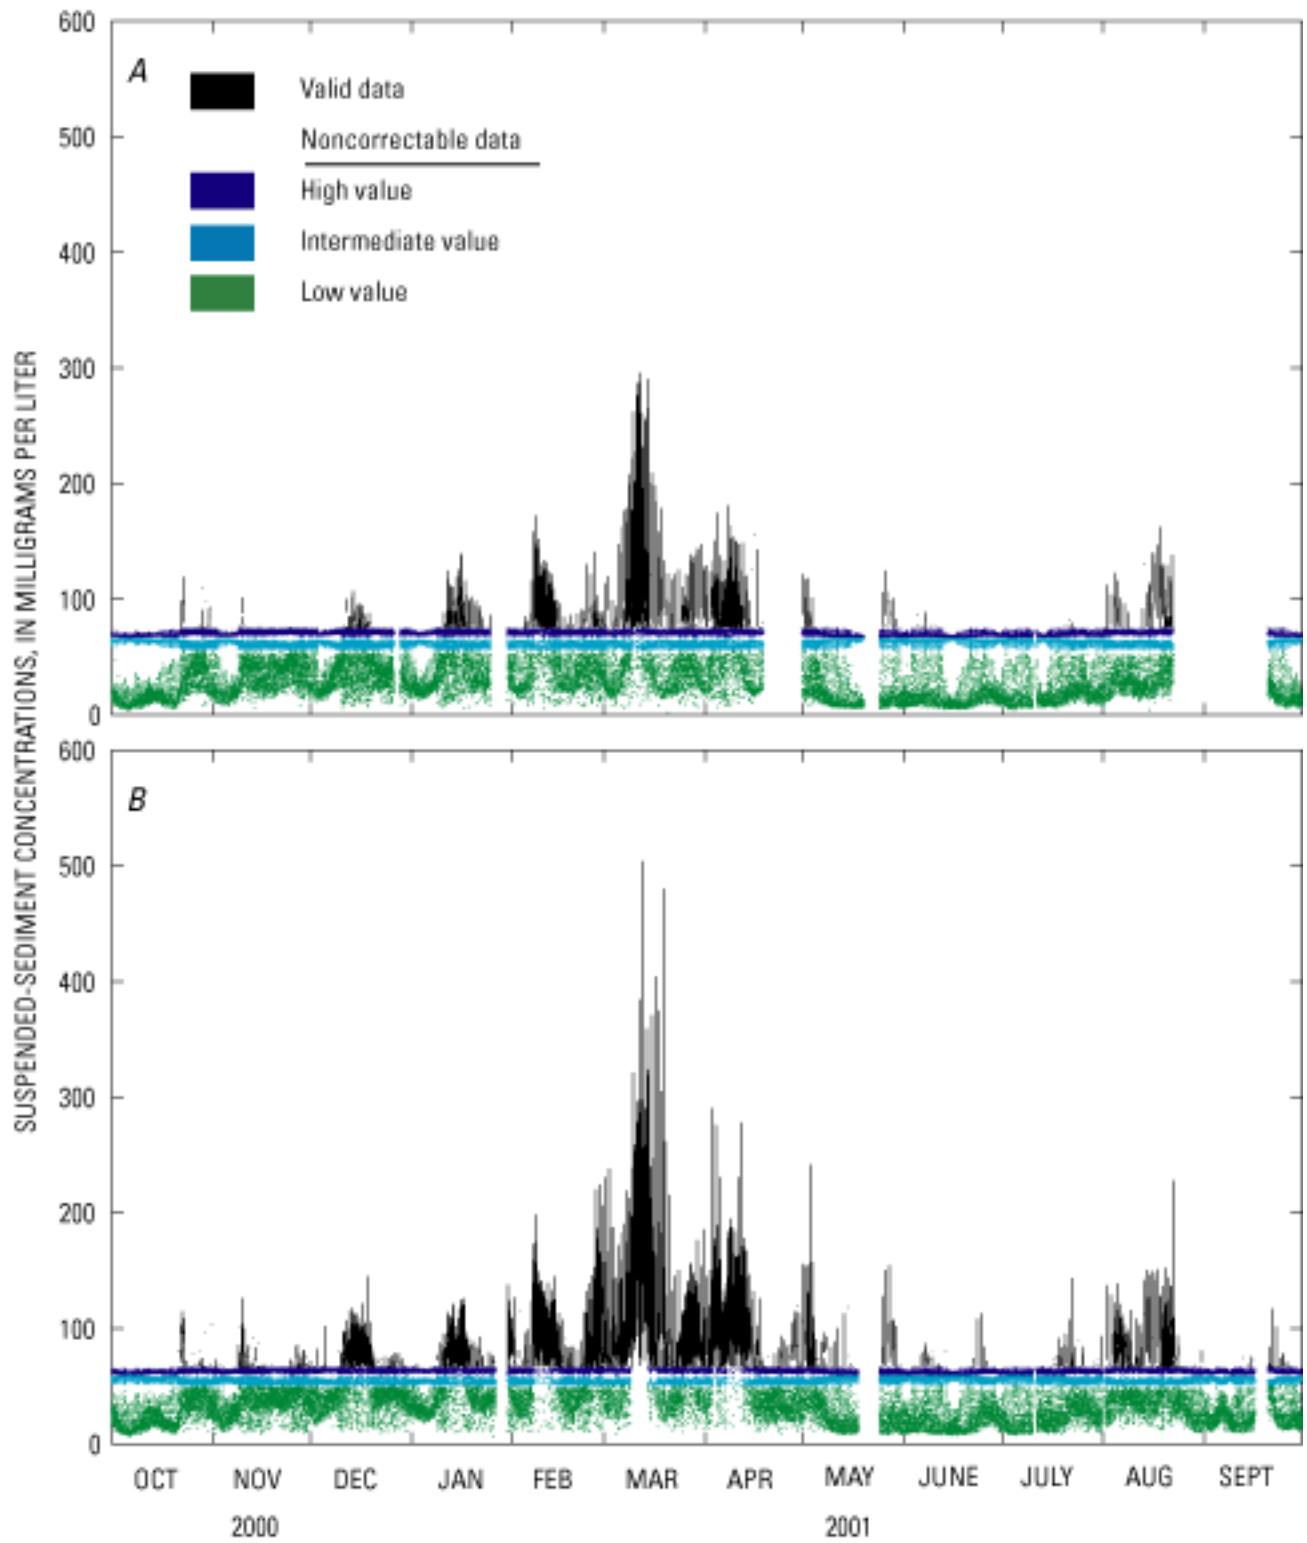 600
A
Valid data
Noncorrectable data
500
High value
Intermediate value
400
Low value
300
200
100
0
SUSPENDED-SEDIMENT CONCENTRATIONS, IN MILLIGRAMS PER LITER
600
B
500
400
300
200
100
0
OCT NOV DEC JAN FEB MAR APR MAY JUNE JULY AUG SEPT
2000 2001